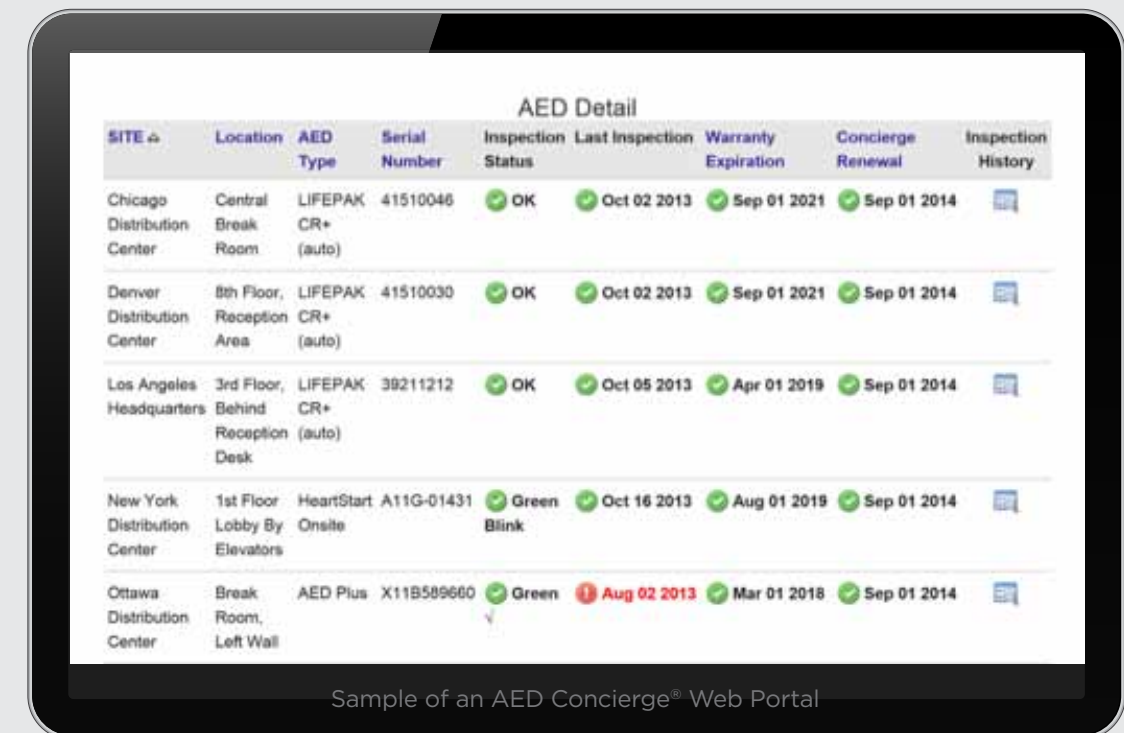 AED Detail
SITE Location AED Type Serial Number Inspection Status Last Inspection Warranty Expiration Concierge Renewal Inspection History
Chicago Distribution Center Central Break Room LIFEPAK CR+ (auto) 41510046 OK Oct 02 2013 Sep 01 2021 Sep 01 2014
Denver Distribution Center 8th Floor, Reception Area LIFEPAK CR+ (auto) 41510030 OK Oct 02 2013 Sep 01 2021 Sep 01 2014
Los Angeles Headquarters 3rd Floor, Behind Reception Desk LIFEPAK CR+ (auto) 39211212 OK Oct 05 2013 Apr 01 2019 Sep 01 2014
New York Distribution Center 1st Floor Lobby By Elevators HeartStart Onsite A11G-01431 Green Blink Oct 16 2013 Aug 01 2019 Sep 01 2014
Ottawa Distribution Center Break Room, Left Wall AED Plus X11B589660 Green √ Aug 02 2013 Mar 01 2018 Sep 01 2014
Sample of an AED Concierge® Web Portal